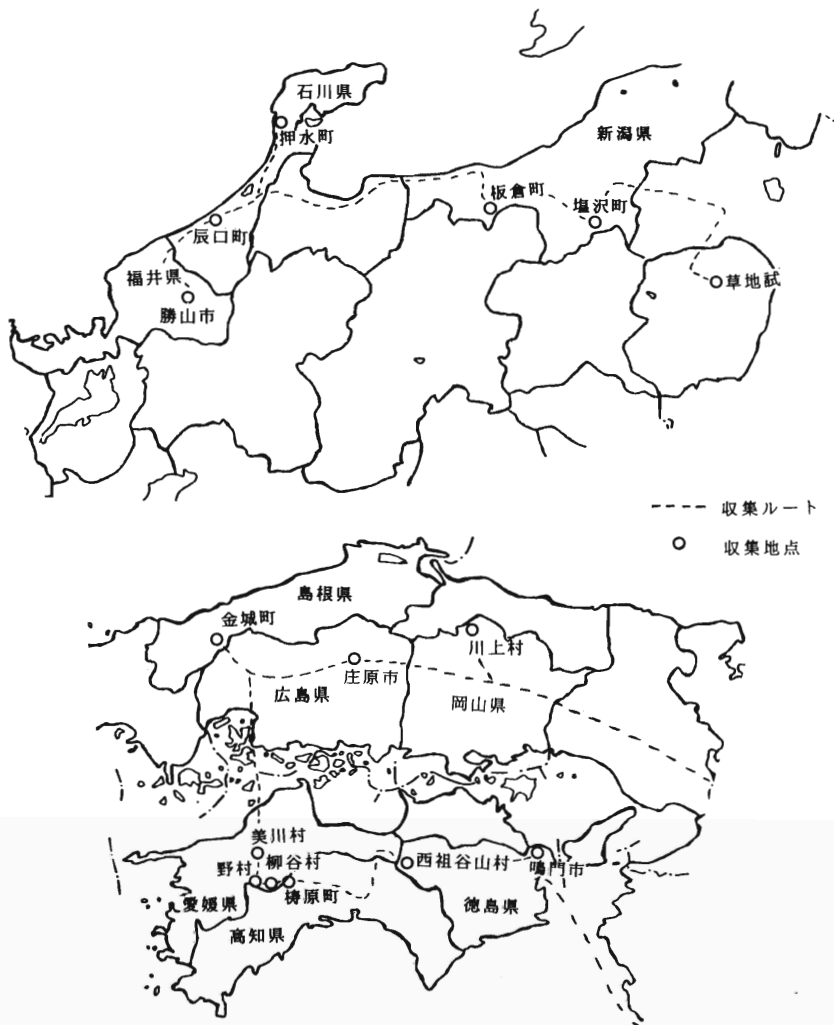 石川県
押水町
新潟県
板倉町
塩沢町
辰口町
福井県
勝山市
草地試
収集ルート
収集地点
島根県
金城町
川上村
庄原市
広島県
岡山県
美川村
野村 柳谷村
西祖谷山村
鳴門市
愛媛県
梼原町
徳島県
高知県